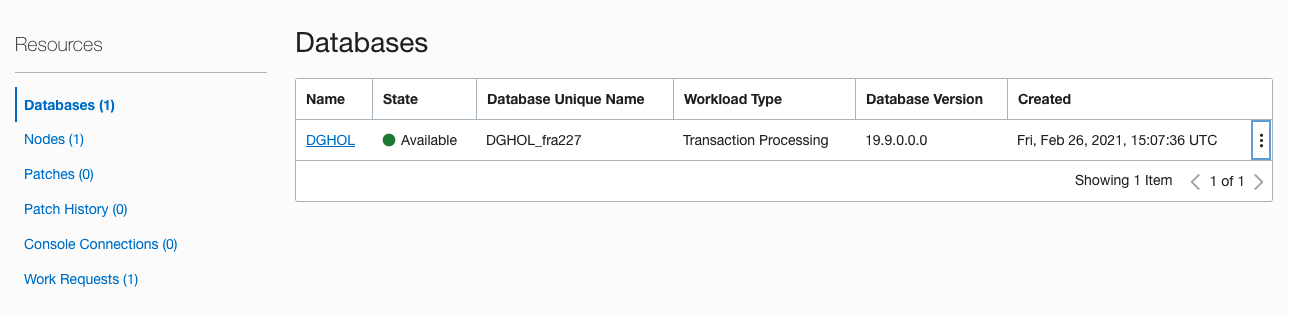 Resources
Databases (1)
Nodes (1)
Patches (0)
Patch History (0)
Console Connections (0)
Work Requests (1)
Databases
Name State Database Unique Name Workload Type Database Version Created
DGHOL Available DGHOL_fra227 Transaction Processing 19.9.0.0.0 Fri, Feb 26, 2021, 15:07:36 UTC
Showing 1 Item 1 of 1